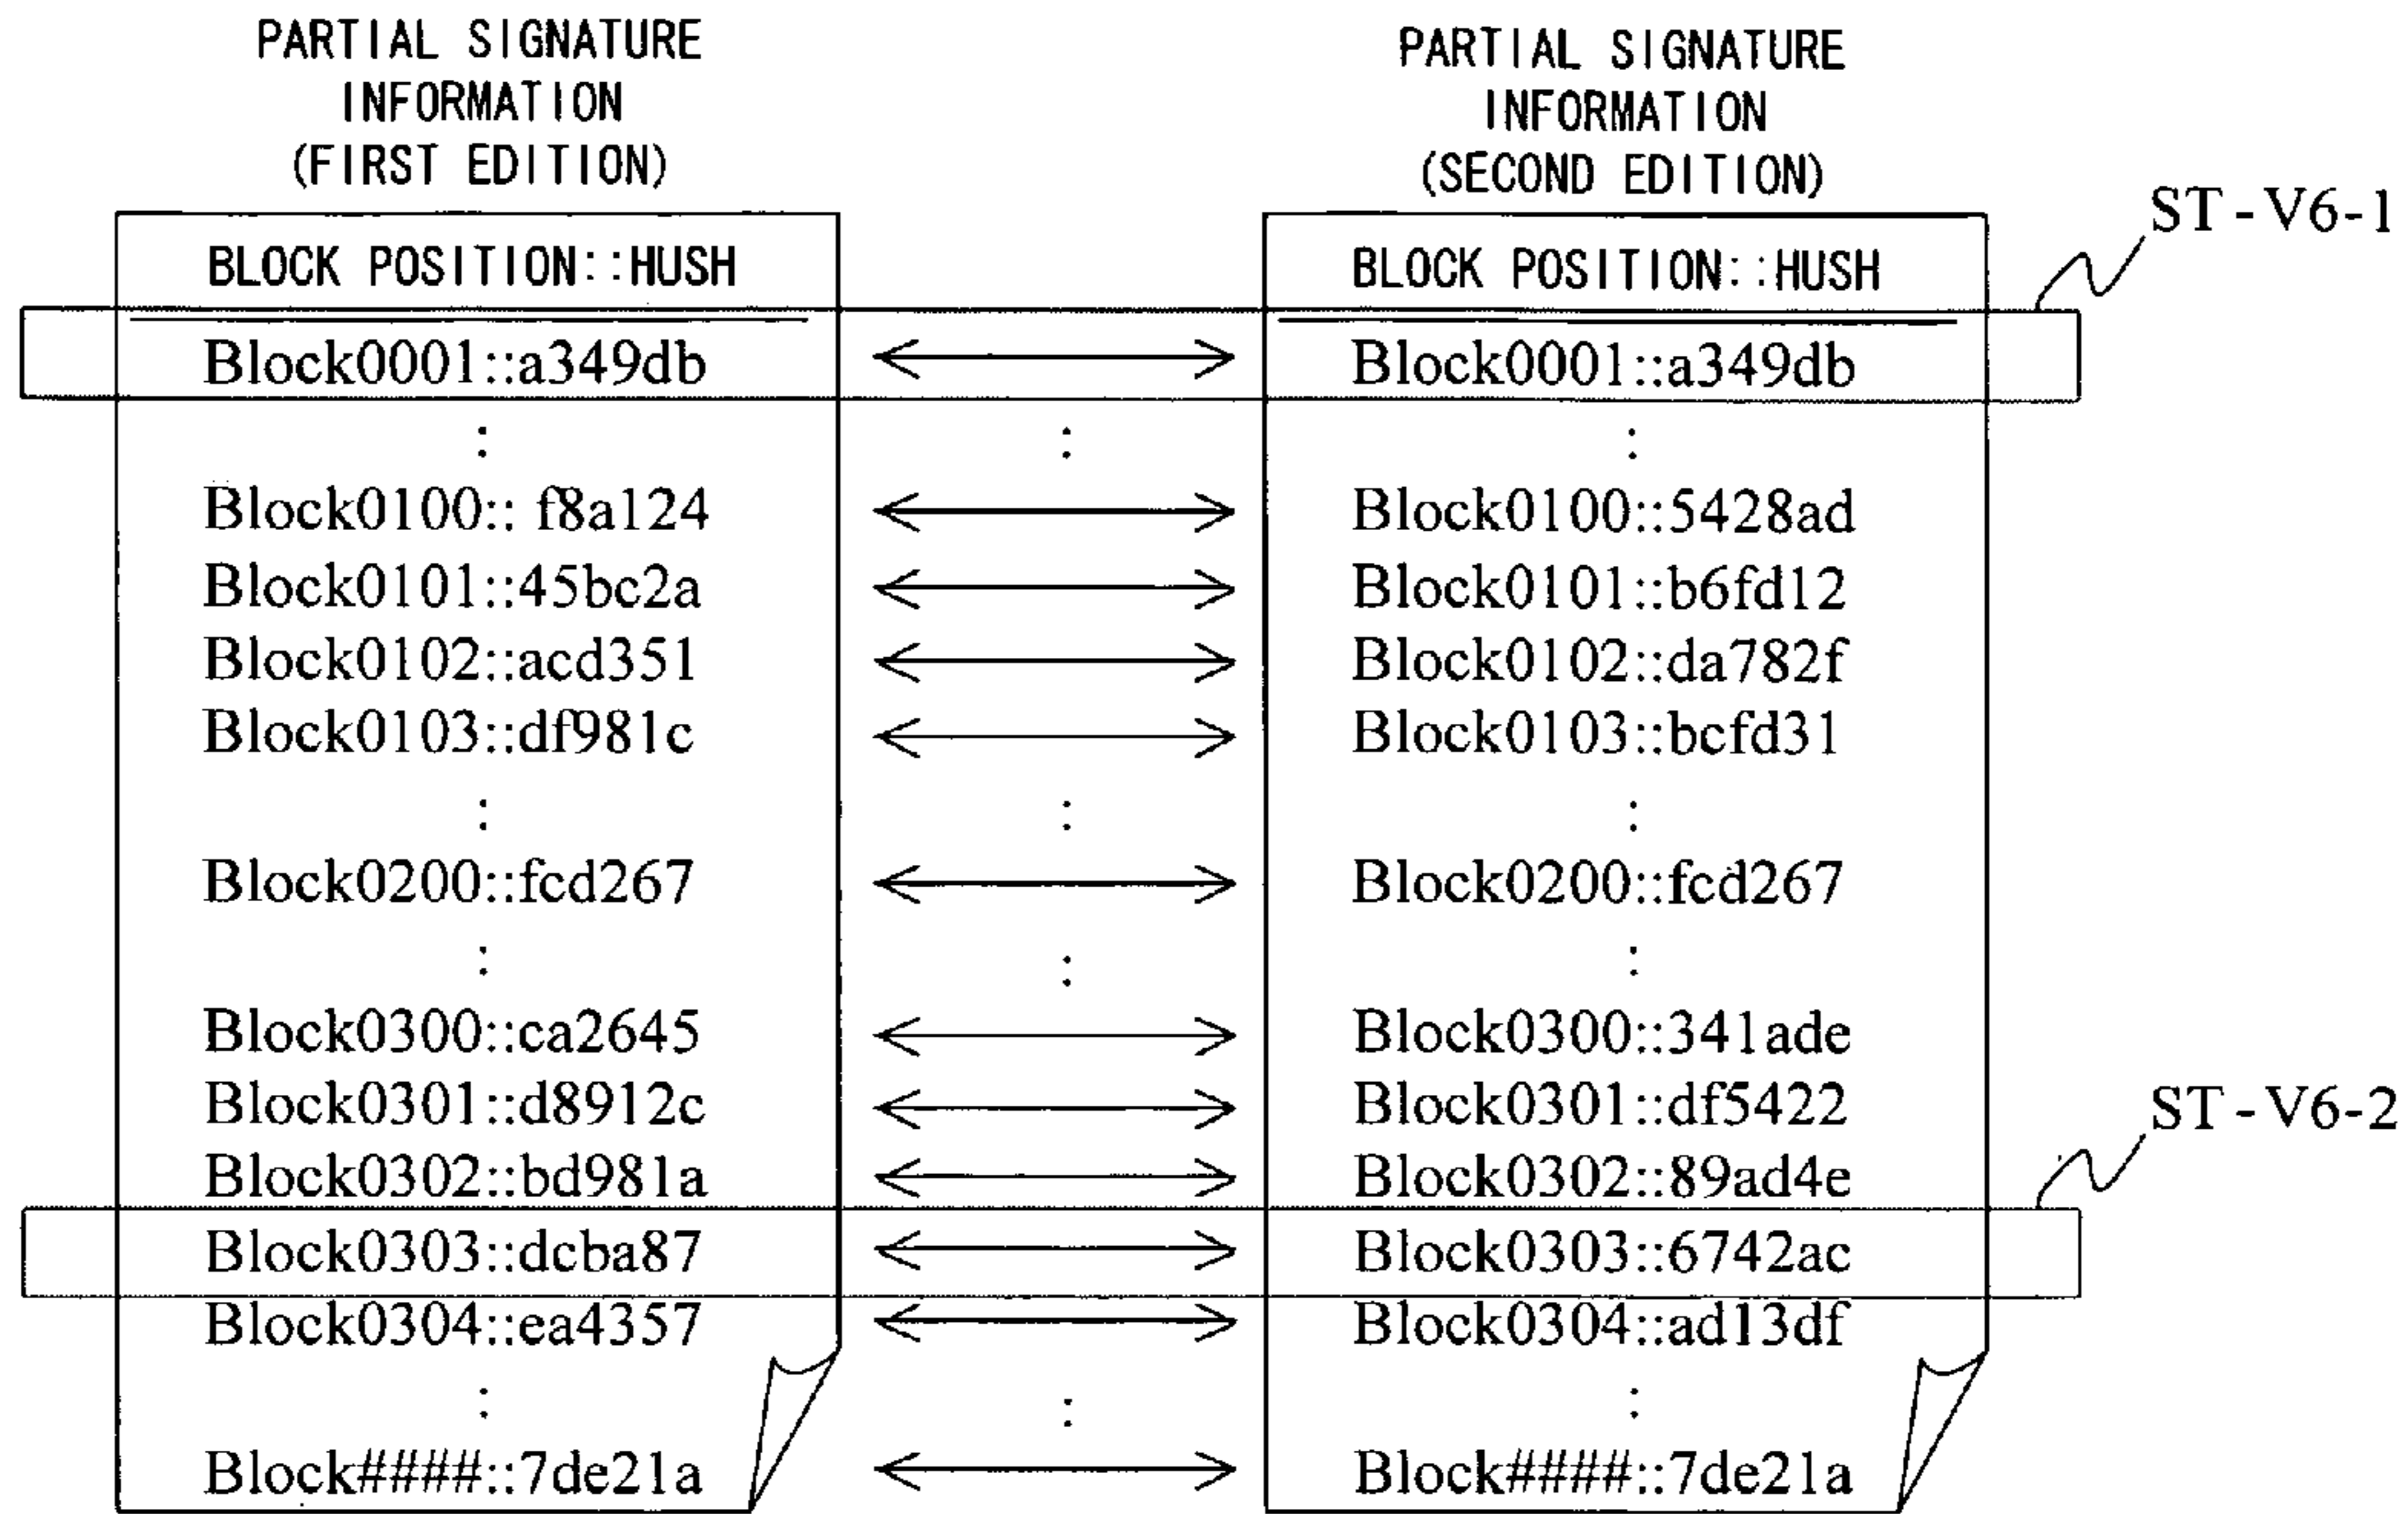 PARTIAL SIGNATURE
INFORMATION
(FIRST EDITION)
BLOCK POSITION::HUSH
Block0001::a349db
:
Block0100:: f8a124
Block0101::45bc2a
Block0102::acd351
Block0103::df981c
:
Block0200::fcd267
:
Block0300::ca2645
Block0301::d8912c
Block0302::bd981a
Block0303::dcba87
Block0304::ea4357
:
Block####::7de21a
:
:
:
:
PARTIAL SIGNATURE
INFORMATION
(SECOND EDITION)
BLOCK POSITION::HUSH
Block0001::a349db
:
Block0100::5428ad
Block0101::b6fd12
Block0102::da782f
Block0103::bcfd31
:
Block0200::fcd267
:
Block0300::341ade
Block0301::df5422
Block0302::89ad4e
Block0303::6742ac
Block0304::ad13df
:
Block####::7de21a
ST-V6-1
ST-V6-2